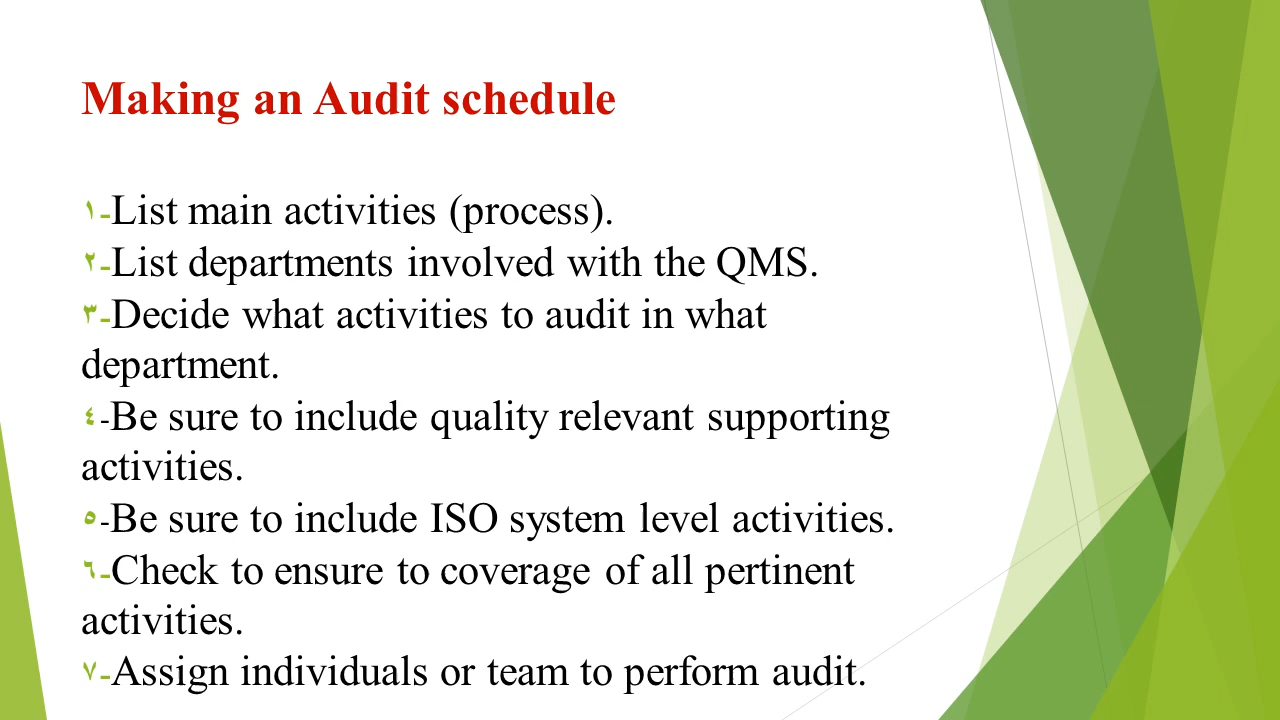 Making an Audit schedule
١-List main activities (process).
٢-List departments involved with the QMS.
٣-Decide what activities to audit in what
department.
٤-Be sure to include quality relevant supporting
activities.
٥-Be sure to include ISO system level activities.
٦-Check to ensure to coverage of all pertinent
activities.
٧-Assign individuals or team to perform audit.